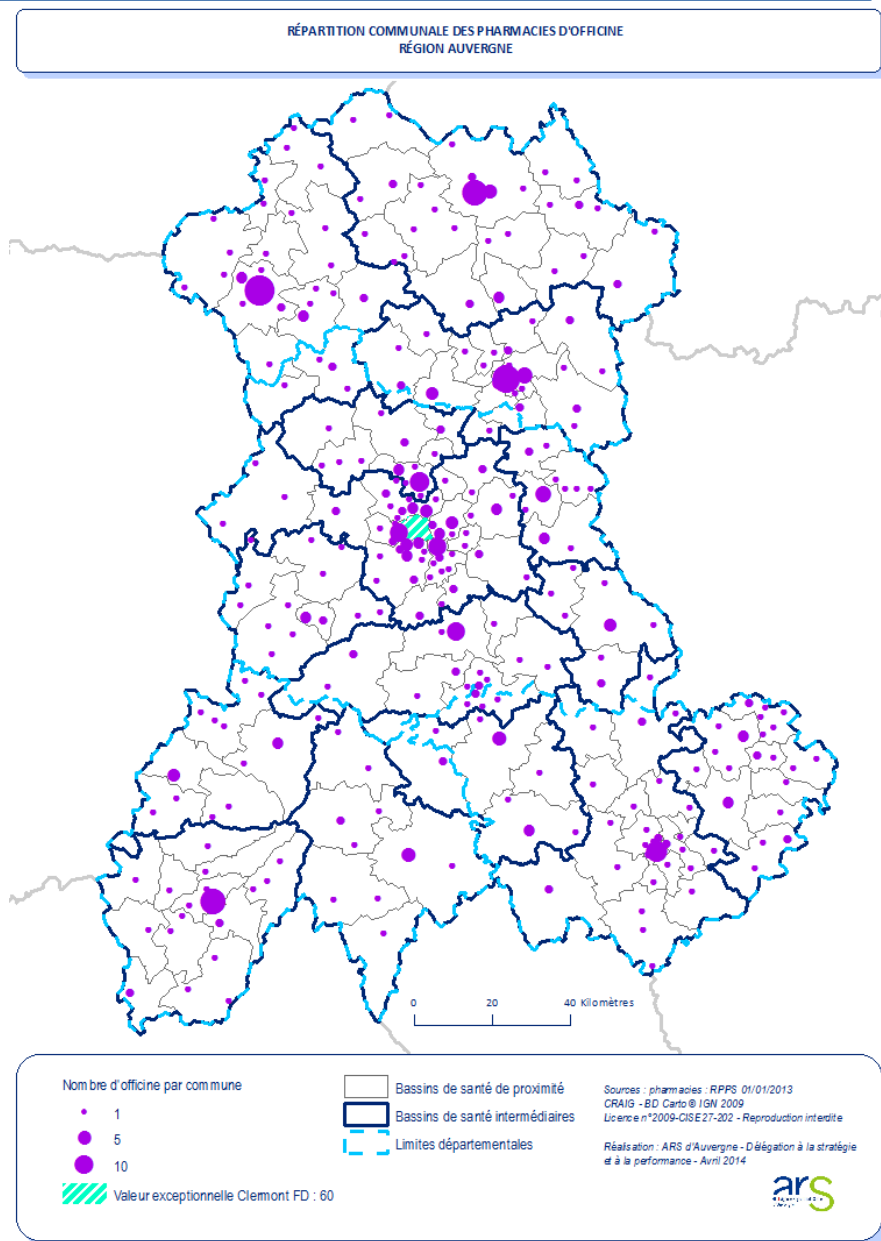 RÉPARTITION COMMUNALE DES PHARMACIES D'OFFICINE
RÉGION AUVERGNE
0 20 40 Kilomètres
Nombre d'officine par commune
1
5
10
Valeur exceptionnelle Clermont FD : 60
Bassins de santé de proximité
Bassins de santé intermédiaires
Limites départementales
Sources : pharmacies : RPPS 01/01/2013
CRAIG - BD Carto ® IGN 2009
Licence n°2009-CISE27-202 - Reproduction interdite
Réalisation : ARS d'Auvergne - Délégation à la stratégie
et à la performance - Avril 2014
ars